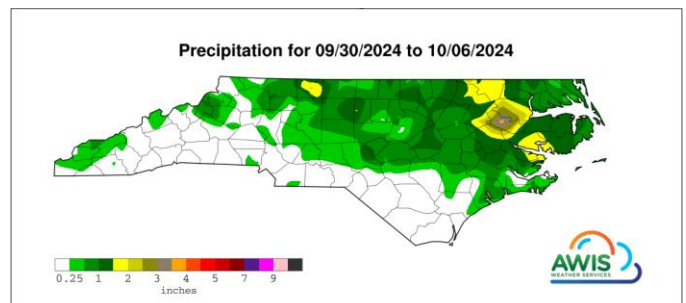 Precipitation for 09/30/2024 to 10/06/2024
0.25 1 2 3 4 5 7 9
inches
AWIS
WEATHER SERVICES